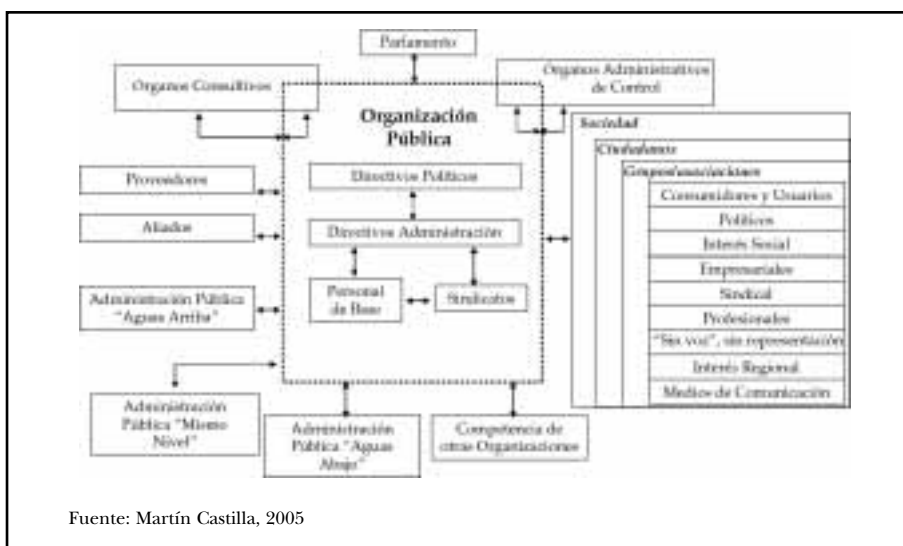 Parlamento
Organos Consultivos
Organos Administrativos
de Control
Organización
Pública
Sociedad
Ciudadanos
Grupos/asociaciones
Consumidores y Usuarios
Políticos
Interés Social
Empresariales
Sindical
Profesionales
"Sin voz", sin representación
Interés Regional
Medios de Comunicación
Directivos Políticos
Directivos Administración
Personal
de Base
Sindicatos
Proveedores
Aliados
Administración Pública
"Aguas Arriba"
Administración
Pública "Mismo
Nivel"
Administración
Pública "Aguas
Abajo"
Competencia de
otras Organizaciones
Fuente: Martín Castilla, 2005